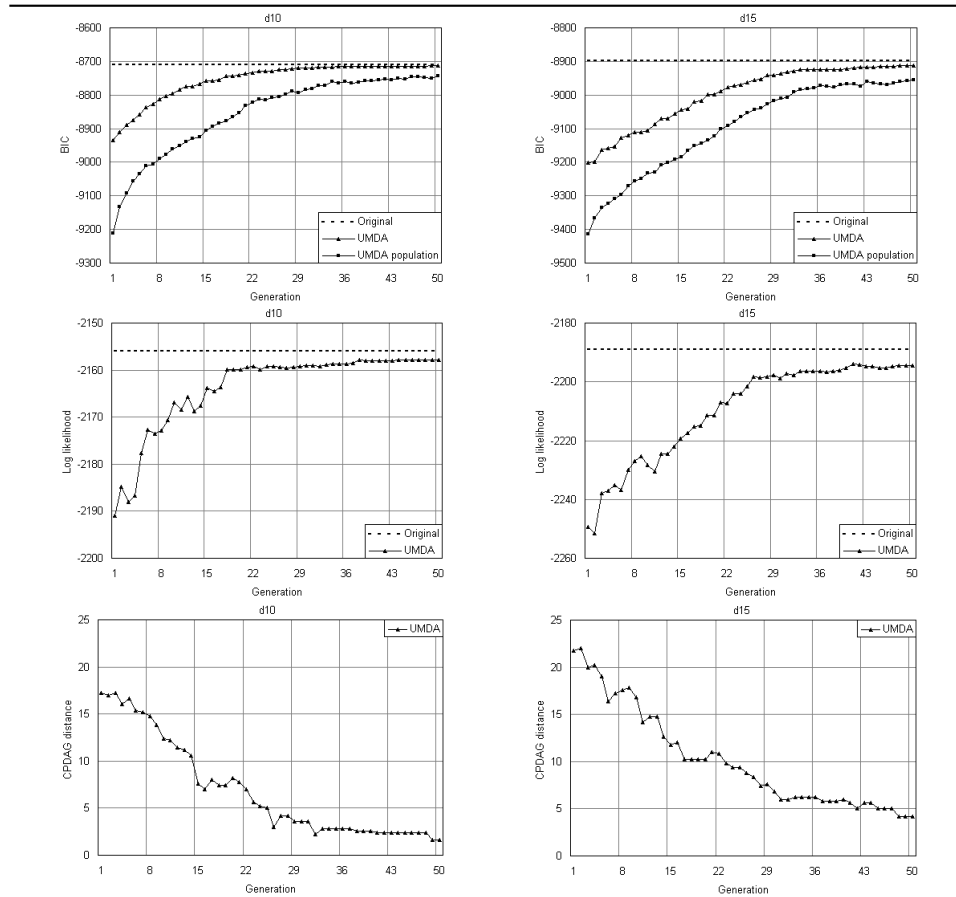 d10
-8600
-8700
-8800
-8900
-9000
-9100
-9200
-9300
BIC
Original
UMDA
UMDA population
1 8 15 22 29 36 43 50
Generation
d15
-8800
-8900
-9000
-9100
-9200
-9300
-9400
-9500
BIC
Original
UMDA
UMDA population
1 8 15 22 29 36 43 50
Generation
d10
-2150
-2160
-2170
-2180
-2190
-2200
Log likelihood
Original
UMDA
1 8 15 22 29 36 43 50
Generation
d15
-2180
-2200
-2220
-2240
-2260
Log likelihood
Original
UMDA
1 8 15 22 29 36 43 50
Generation
d10
25
20
15
10
5
0
CPDAG distance
UMDA
1 8 15 22 29 36 43 50
Generation
d15
25
20
15
10
5
0
CPDAG distance
UMDA
1 8 15 22 29 36 43 50
Generation